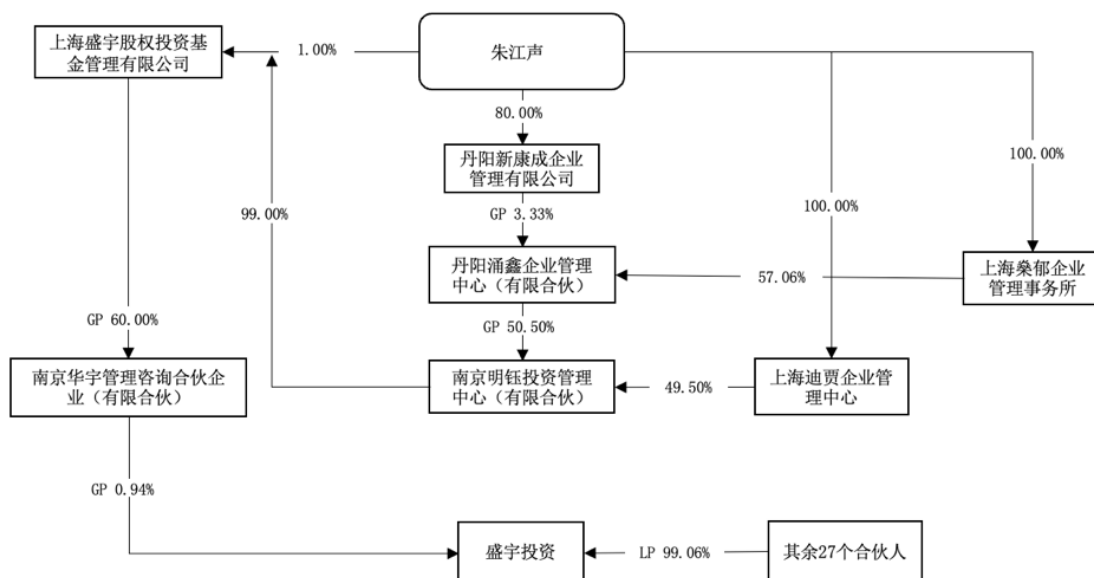 上海盛宇股权投资基
金管理有限公司
1.00%
朱江声
80.00%
丹阳新康成企业
管理有限公司
100.00%
99.00%
GP 3.33%
100.00%
丹阳涌鑫企业管理
中心（有限合伙）
57.06%
上海燊郁企业
管理事务所
GP 60.00%
GP 50.50%
南京华宇管理咨询合伙企
业（有限合伙）
南京明钰投资管理
中心（有限合伙）
49.50%
上海迪贾企业管
理中心
GP 0.94%
盛宇投资
LP 99.06%
其余27个合伙人